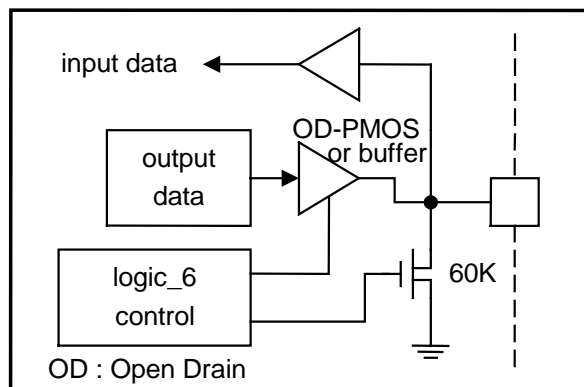 input data
OD-PMOS
or buffer
output
data
60K
logic_6
control
OD : Open Drain